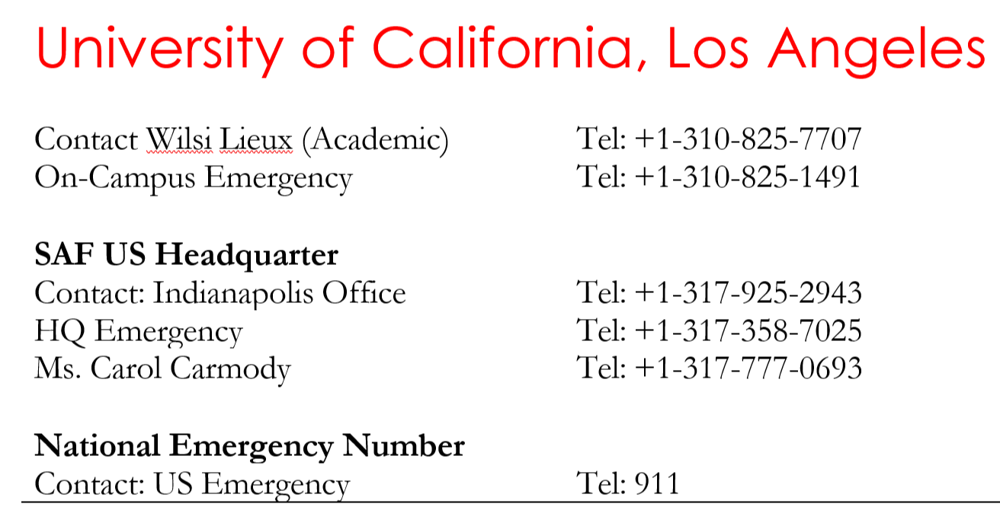 University of California, Los Angeles
Contact Wilsi Lieux (Academic) Tel: +1-310-825-7707
On-Campus Emergency Tel: +1-310-825-1491
SAF US Headquarter
Contact: Indianapolis Office Tel: +1-317-925-2943
HQ Emergency Tel: +1-317-358-7025
Ms. Carol Carmody Tel: +1-317-777-0693
National Emergency Number
Contact: US Emergency Tel: 911